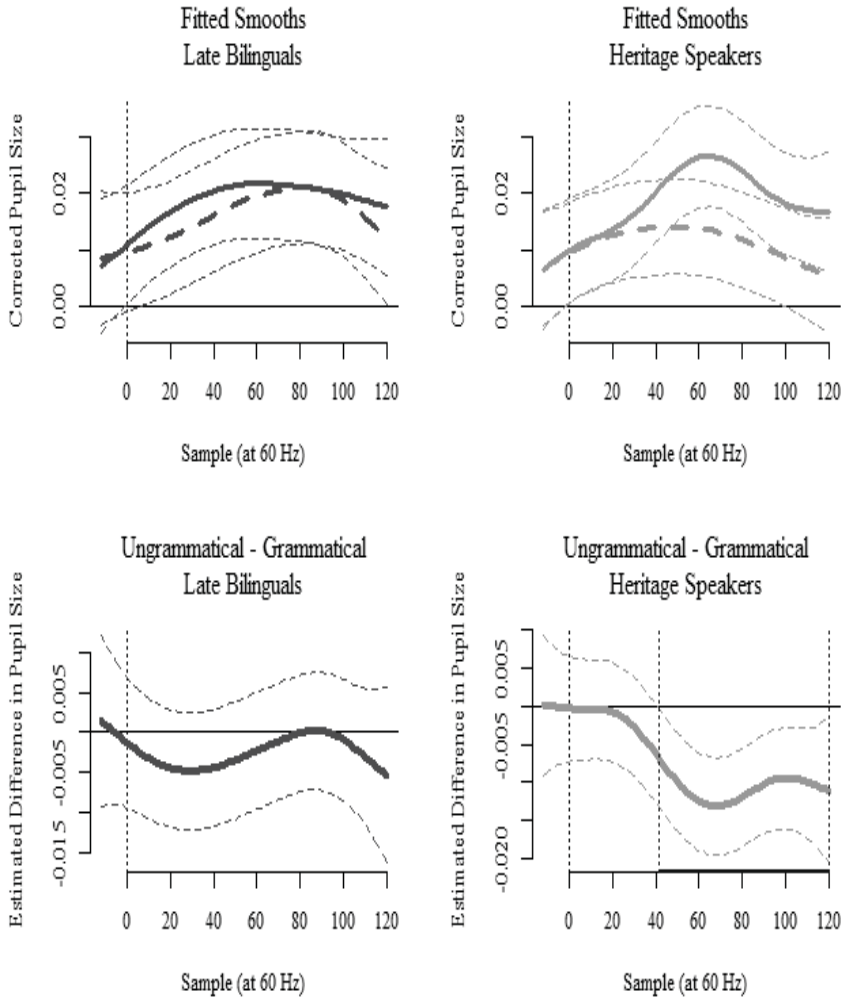 Fitted Smooths
Late Bilinguals
Corrected Pupil Size
0.02
0.00
0 20 40 60 80 100 120
Sample (at 60 Hz)
Fitted Smooths
Heritage Speakers
Corrected Pupil Size
0.02
0.00
0 20 40 60 80 100 120
Sample (at 60 Hz)
Ungrammatical - Grammatical
Late Bilinguals
Estimated Difference in Pupil Size
0.005
-0.005
-0.015
0 20 40 60 80 100 120
Sample (at 60 Hz)
Ungrammatical - Grammatical
Heritage Speakers
Estimated Difference in Pupil Size
0.005
-0.005
-0.020
0 20 40 60 80 100 120
Sample (at 60 Hz)